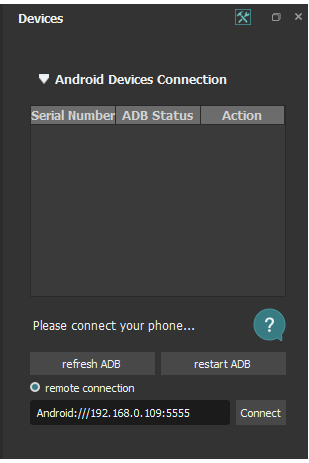 Devices
Android Devices Connection
Serial Number ADB Status Action
Please connect your phone... ?
refresh ADB restart ADB
remote connection
Android:///192.168.0.109:5555 Connect